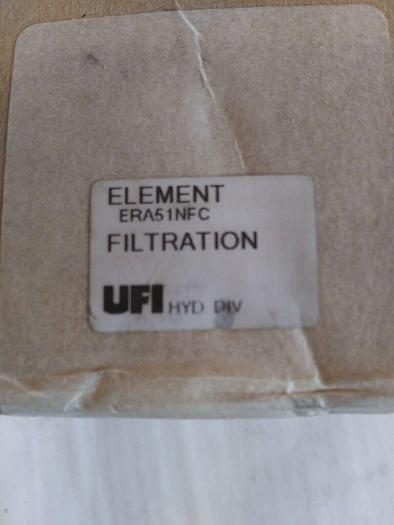 ELEMENT
ERA51NFC
FILTRATION
UFI HYD. DIV.